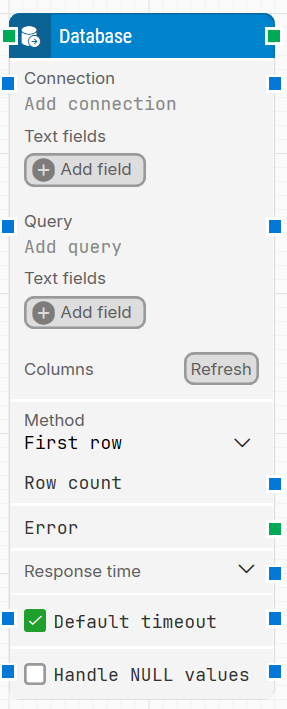 Database
Connection
Add connection
Text fields
Add field
Query
Add query
Text fields
Add field
Columns
Refresh
Method
First row
Row count
Error
Response time
Default timeout
Handle NULL values